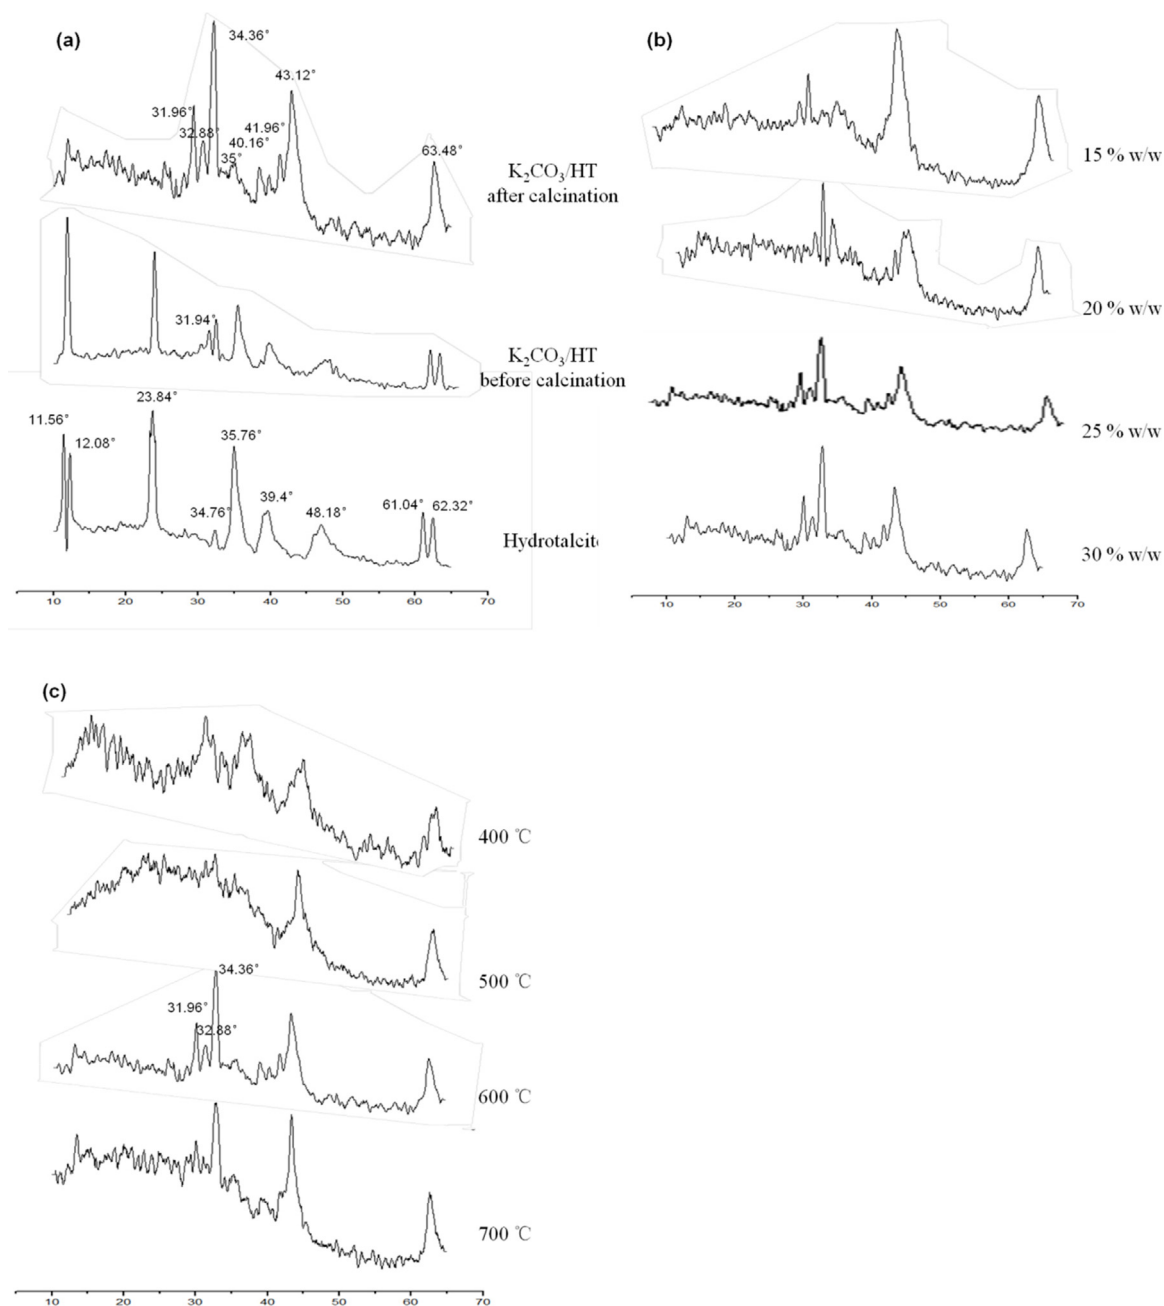 (a)
34.36°
43.12°
31.96°
32.88°
41.96°
40.16°
35°
63.48°
K₂CO₃/HT
after calcination
31.94°
K₂CO₃/HT
before calcination
23.84°
11.56°
12.08°
35.76°
34.76°
39.4°
48.18°
61.04°
62.32°
Hydrotalcite
10 20 30 40 50 60 70
(b)
15 % w/w
20 % w/w
25 % w/w
30 % w/w
10 20 30 40 50 60 70
(c)
400 ℃
500 ℃
34.36°
31.96°
32.88°
600 ℃
700 ℃
10 20 30 40 50 60 70